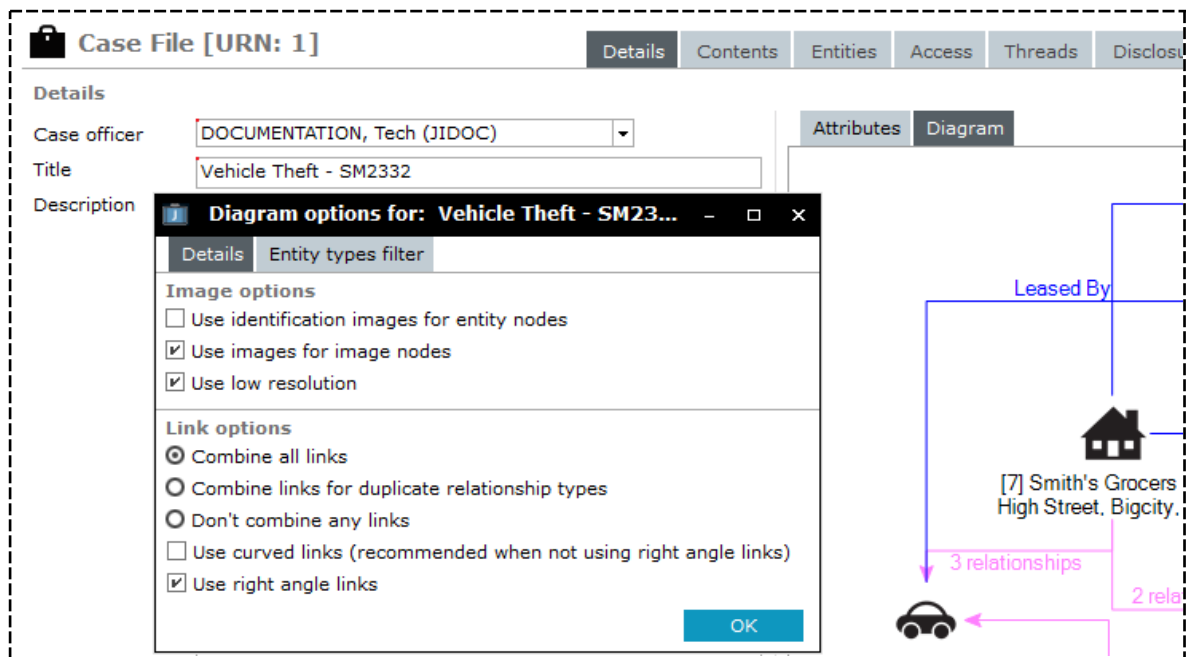 Case File [URN: 1]
Details Contents Entities Access Threads
Details
Case officer DOCUMENTATION, Tech (JIDOC)
Title Vehicle Theft - SM2332
Description
Attributes Diagram
Diagram options for: Vehicle Theft - SM23...
Details Entity types filter
Image options
Use identification images for entity nodes
Use images for image nodes
Use low resolution
Link options
Combine all links
Combine links for duplicate relationship types
Don't combine any links
Use curved links (recommended when not using right angle links)
Use right angle links
OK
Leased By
[7] Smith's Grocers
High Street, Bigcity,
3 relationships
2